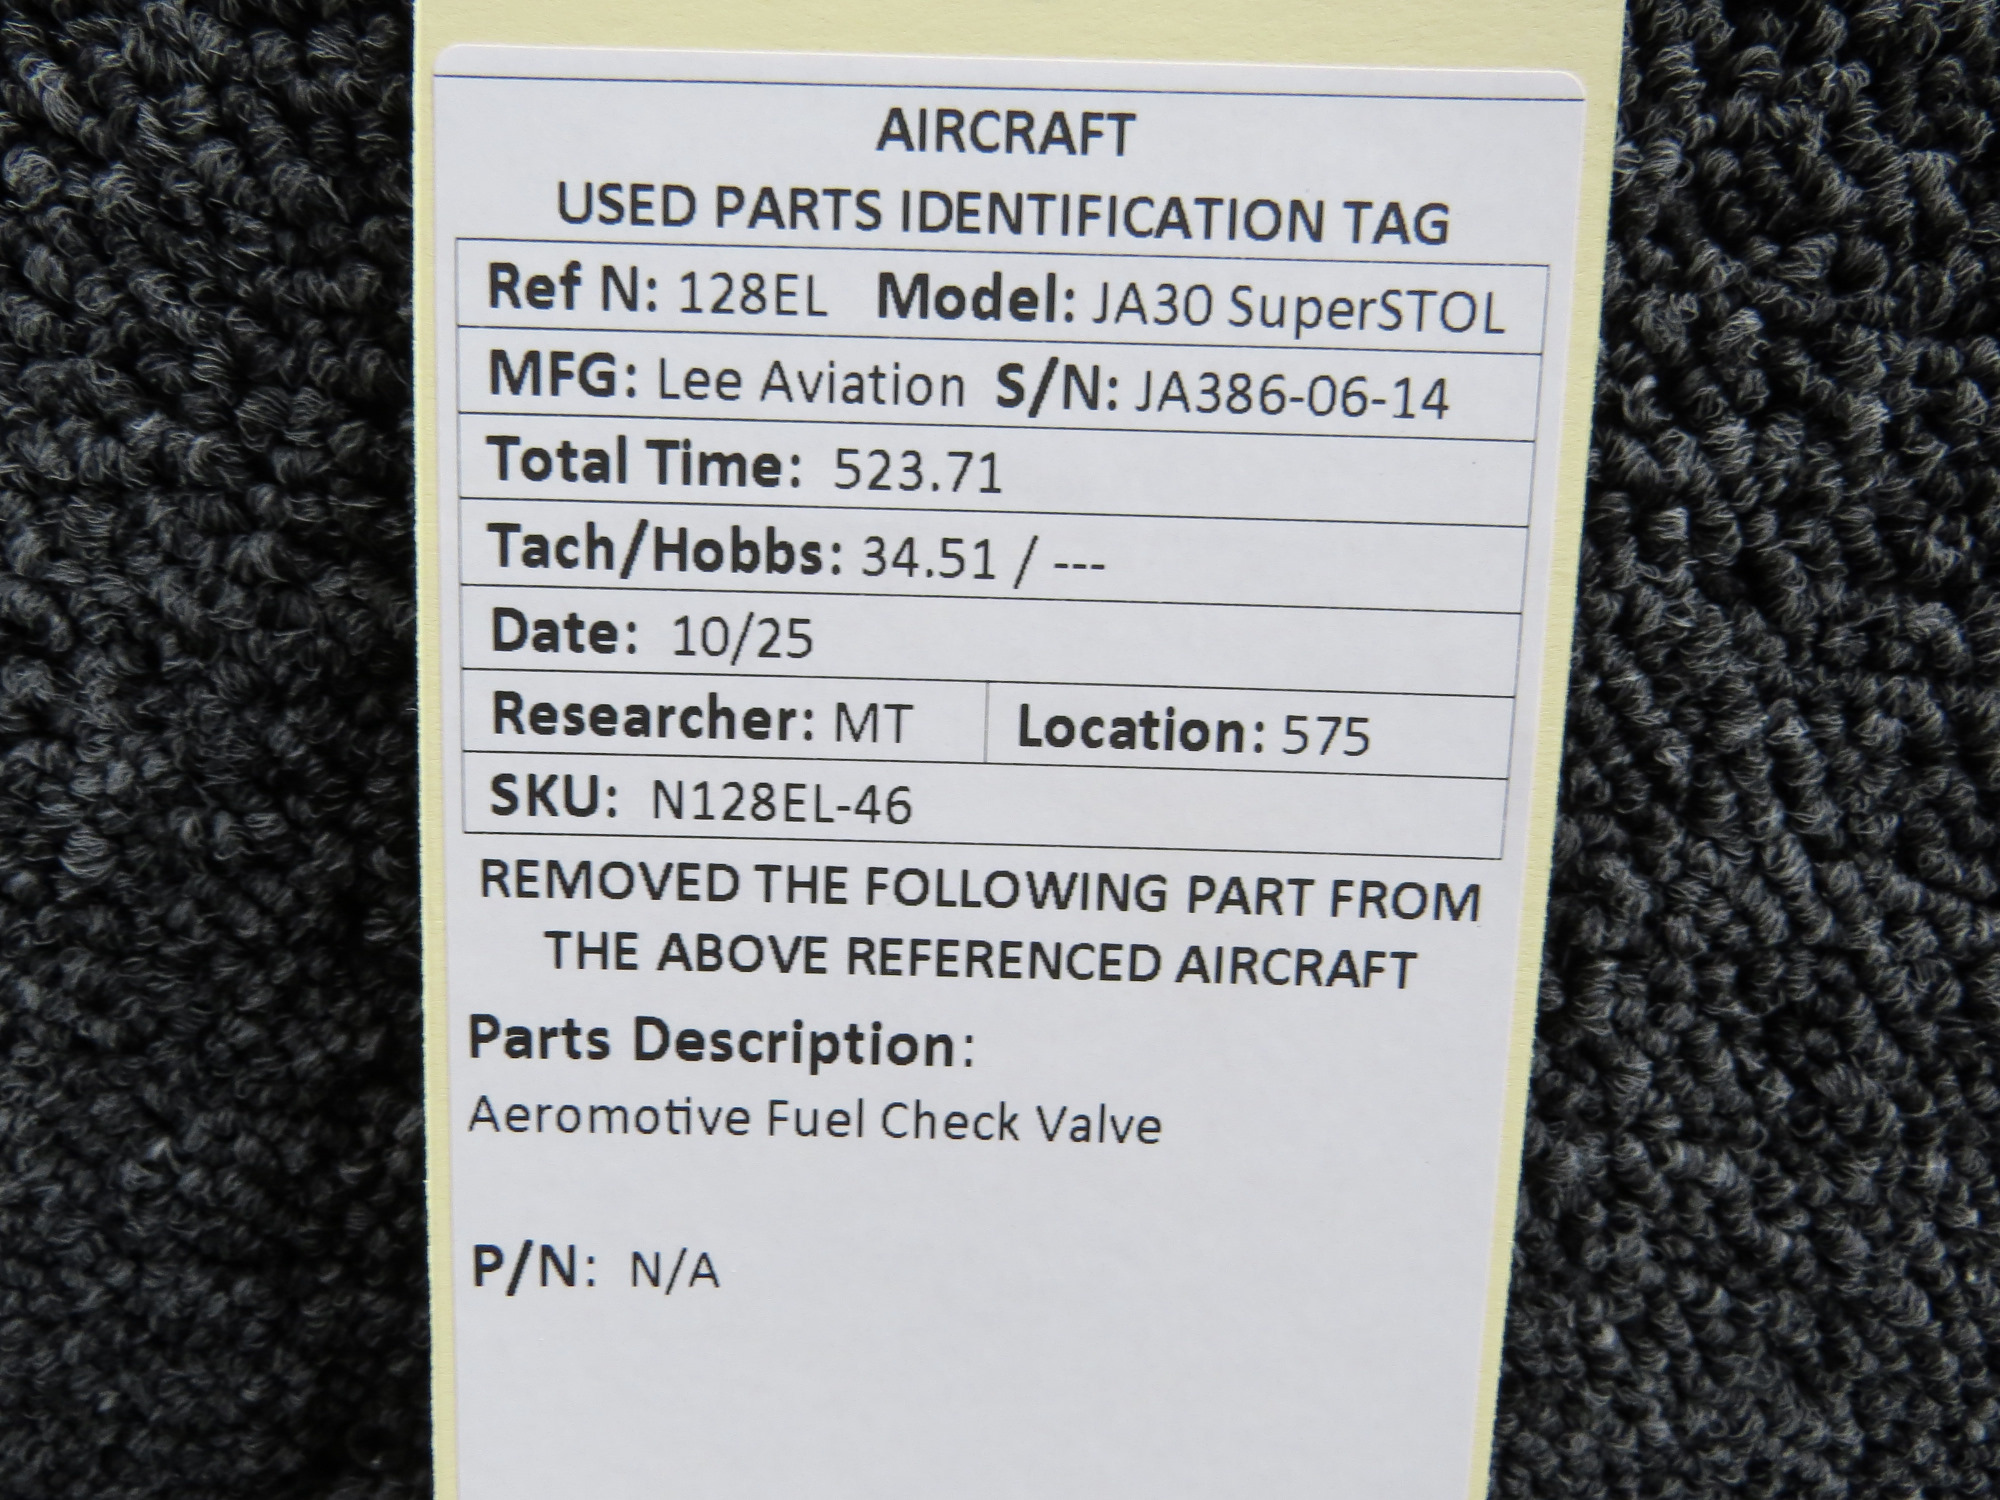 AIRCRAFT
USED PARTS IDENTIFICATION TAG
Ref N: 128EL Model: JA30 SuperSTOL
MFG: Lee Aviation S/N: JA386-06-14
Total Time: 523.71
Tach/Hobbs: 34.51 / ---
Date: 10/25
Researcher: MT Location: 575
SKU: N128EL-46
REMOVED THE FOLLOWING PART FROM
THE ABOVE REFERENCED AIRCRAFT
Parts Description:
Aeromotive Fuel Check Valve
P/N: N/A